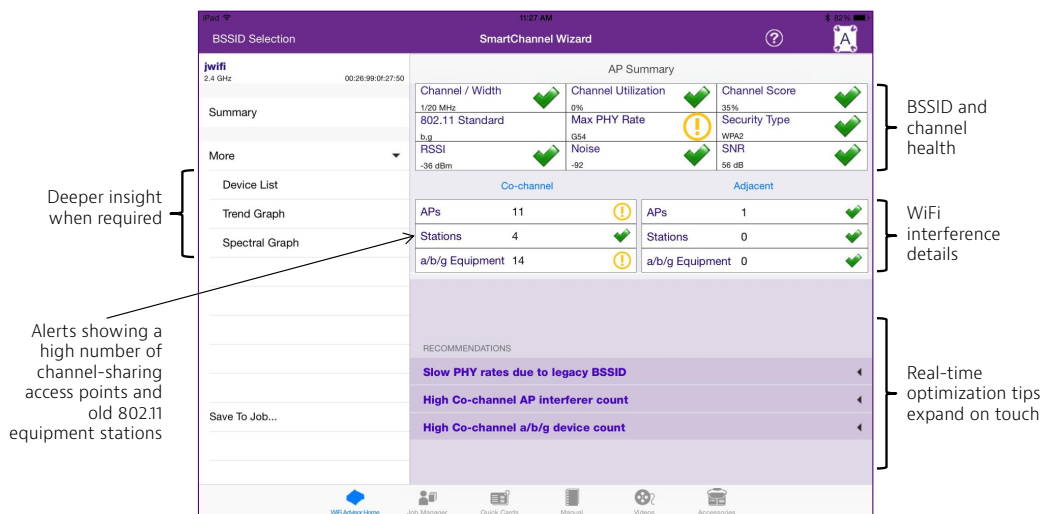 iPad 11:27 AM 82%
BSSID Selection
SmartChannel Wizard
?
A
jwifi
2.4 GHz 00:26:99:0f:27:50
Summary
More
Device List
Trend Graph
Spectral Graph
Save To Job...
AP Summary
Channel / Width
1/20 MHz
Channel Utilization
0%
Channel Score
35%
802.11 Standard
b,g
Max PHY Rate
G54
Security Type
WPA2
RSSI
-36 dBm
Noise
-92
SNR
56 dB
Co-channel
APs 11
Stations 4
a/b/g Equipment 14
Adjacent
APs 1
Stations 0
a/b/g Equipment 0
RECOMMENDATIONS
Slow PHY rates due to legacy BSSID
High Co-channel AP interferer count
High Co-channel a/b/g device count
WiFi Advisor Home
Job Manager
Quick Cards
Manual
Videos
Accessories
Deeper insight
when required
Alerts showing a
high number of
channel-sharing
access points and
old 802.11
equipment stations
BSSID and
channel
health
WiFi
interference
details
Real-time
optimization tips
expand on touch